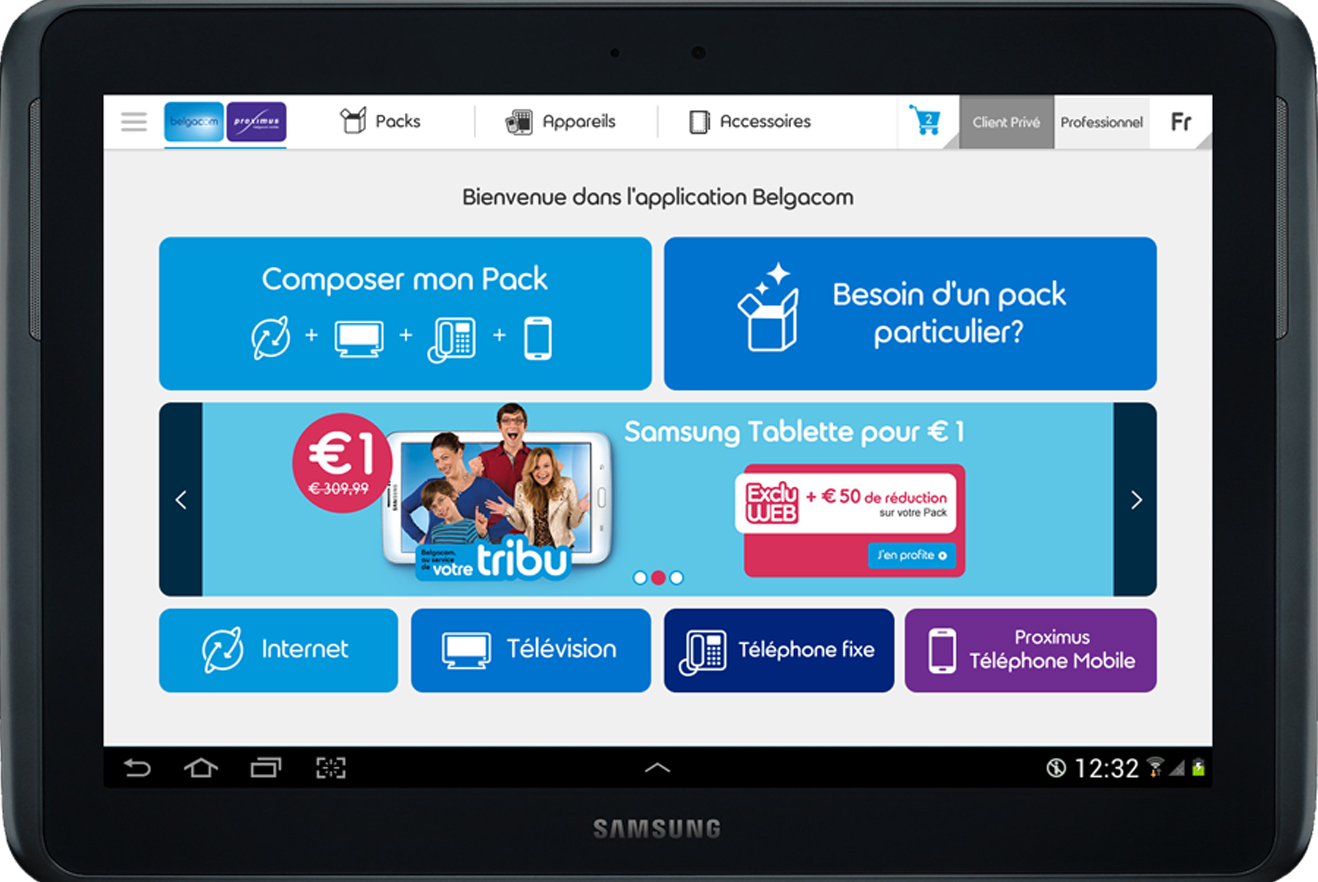 belgacom
proximus
Packs
Appareils
Accessoires
2
Client Privé
Professionnel
Fr
Bienvenue dans l'application Belgacom
Composer mon Pack
+ + +
Besoin d'un pack
particulier?
€1
€ 309,99
SAMSUNG
Belgacom,
au service
de votre tribu
Samsung Tablette pour € 1
Exclu
WEB
+ € 50 de réduction
sur votre Pack
J'en profite
Internet
Télévision
Téléphone fixe
Proximus
Téléphone Mobile
12:32
SAMSUNG